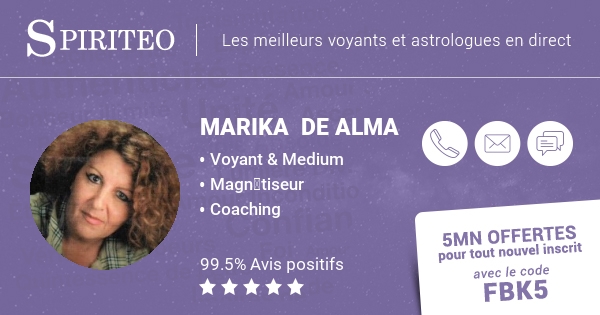 SPIRITEO
Les meilleurs voyants et astrologues en direct
MARIKA DE ALMA
• Voyant & Medium
• Magn▯tiseur
• Coaching
99.5% Avis positifs
5MN OFFERTES
pour tout nouvel inscrit
avec le code
FBK5